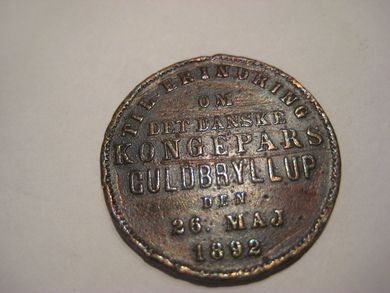 TIL ERINDRING
OM
DET DANSKE
KONGEPARS
GULDBRYLLUP
DEN
26. MAJ
1892